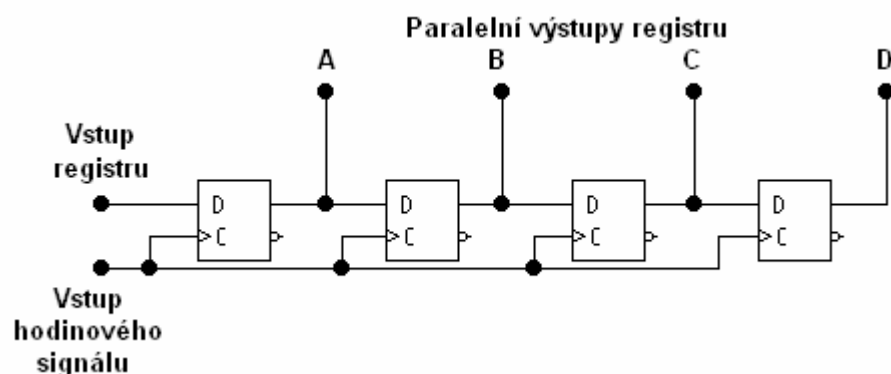 Paralelní výstupy registru
A B C D
Vstup
registru
D D D D
C C C C
Vstup
hodinového
signálu